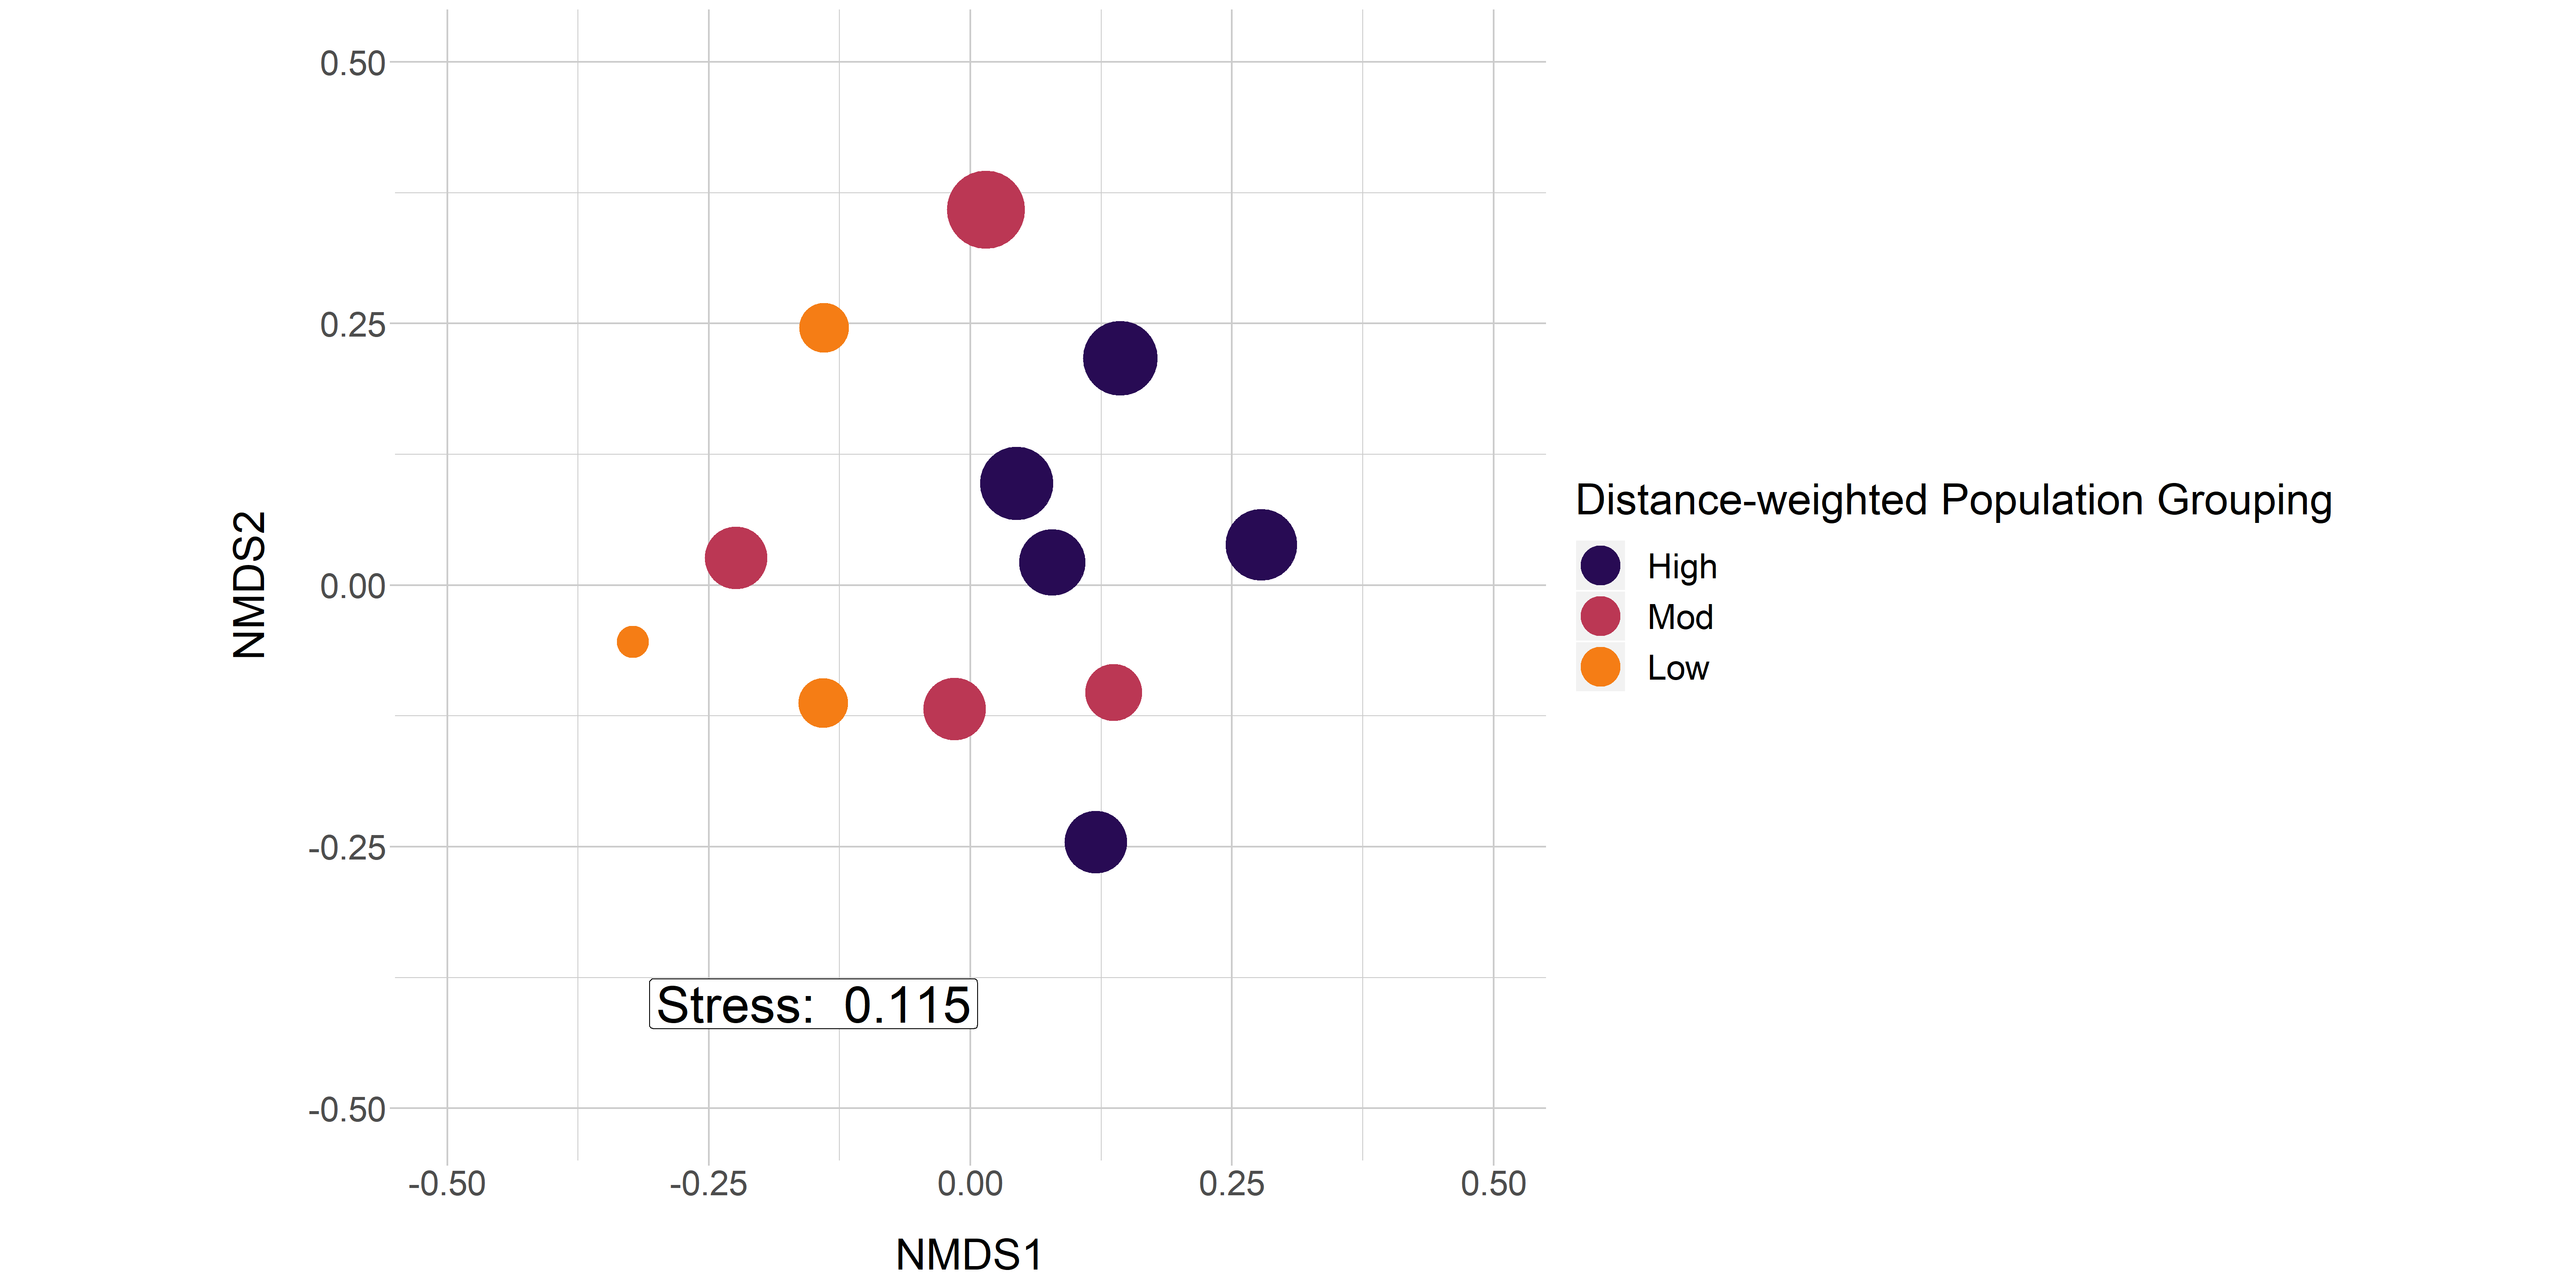 0.50
0.25
0.00
-0.25
-0.50
NMDS2
Stress:  0.115
-0.50 -0.25 0.00 0.25 0.50
NMDS1
Distance-weighted Population Grouping
High
Mod
Low